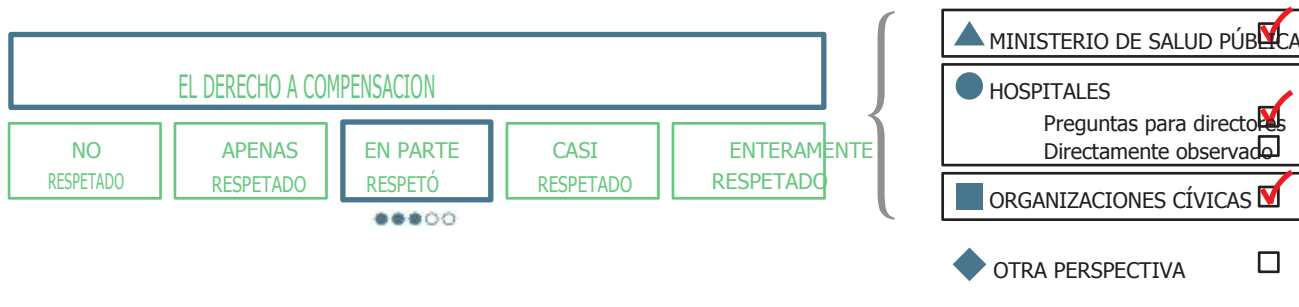 EL DERECHO A COMPENSACION
NO
RESPETADO
APENAS
RESPETADO
EN PARTE
RESPETÓ
CASI
RESPETADO
ENTERAMENTE
RESPETADO
MINISTERIO DE SALUD PÚBLICA
HOSPITALES
Preguntas para directores
Directamente observado
ORGANIZACIONES CÍVICAS
OTRA PERSPECTIVA